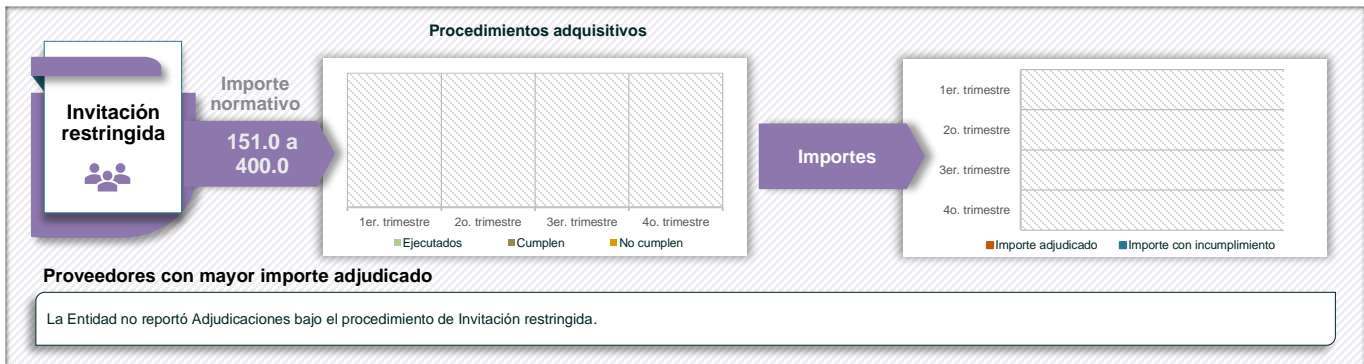 Procedimientos adquisitivos
Invitación
restringida
Importe
normativo
151.0 a
400.0
1er. trimestre
2o. trimestre
3er. trimestre
4o. trimestre
Ejecutados
Cumplen
No cumplen
Importes
1er. trimestre
2o. trimestre
3er. trimestre
4o. trimestre
Importe adjudicado
Importe con incumplimiento
Proveedores con mayor importe adjudicado
La Entidad no reportó Adjudicaciones bajo el procedimiento de Invitación restringida.